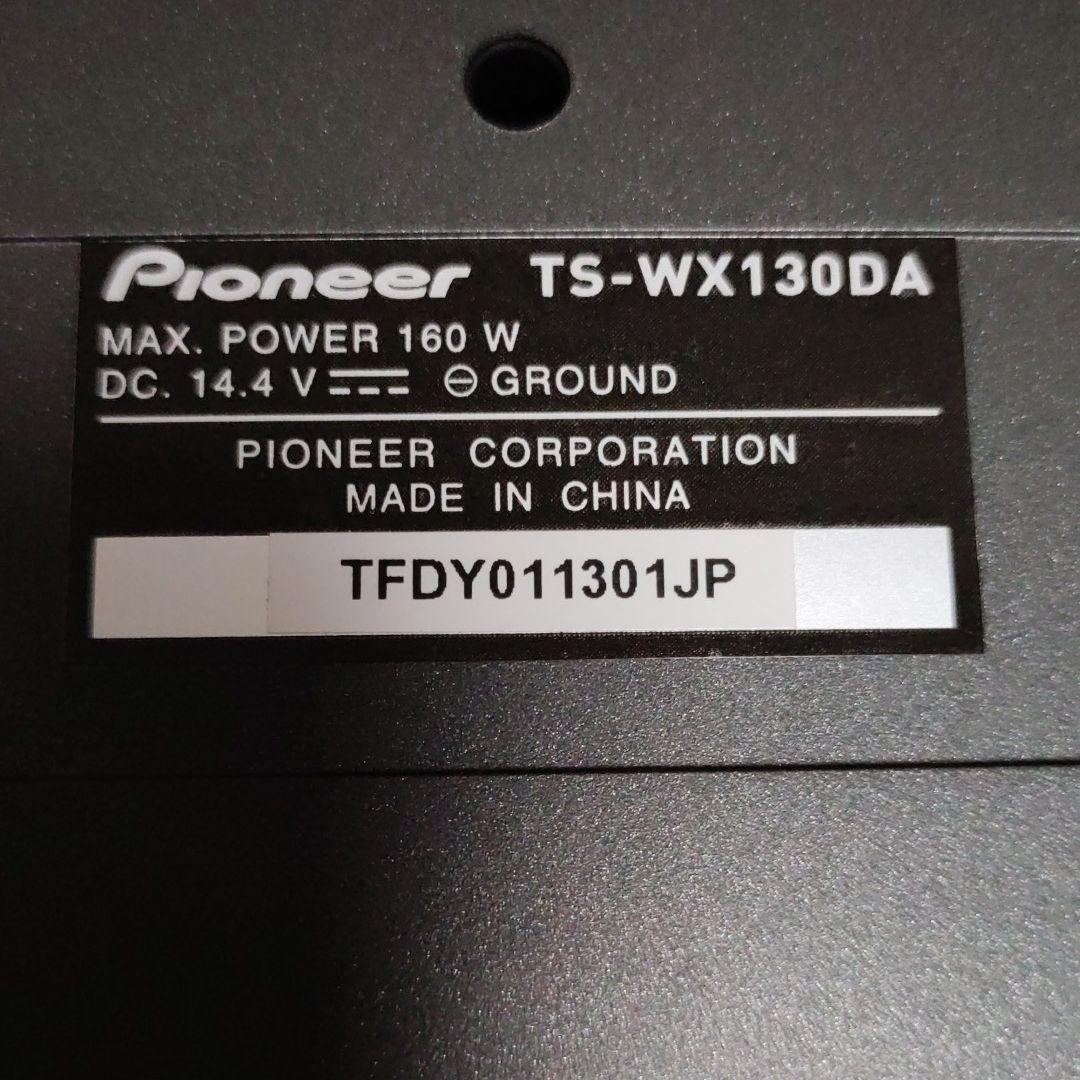 Pioneer TS-WX130DA
MAX. POWER 160 W
DC. 14.4 V ⎓ ⊖ GROUND
PIONEER CORPORATION
MADE IN CHINA
TFDY011301JP